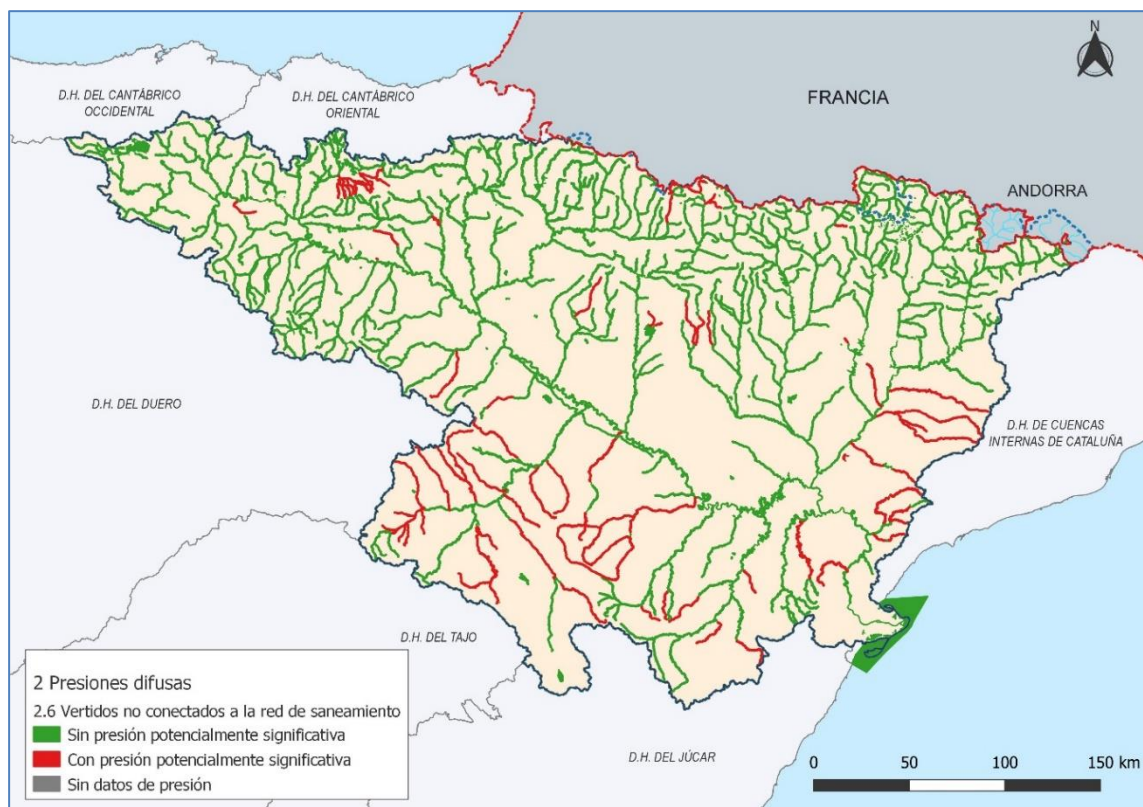 N
D.H. DEL CANTÁBRICO
OCCIDENTAL
D.H. DEL CANTÁBRICO
ORIENTAL
FRANCIA
ANDORRA
D.H. DEL DUERO
D.H. DE CUENCAS
INTERNAS DE CATALUÑA
D.H. DEL TAJO
D.H. DEL JÚCAR
2 Presiones difusas
2.6 Vertidos no conectados a la red de saneamiento
Sin presión potencialmente significativa
Con presión potencialmente significativa
Sin datos de presión
0 50 100 150 km